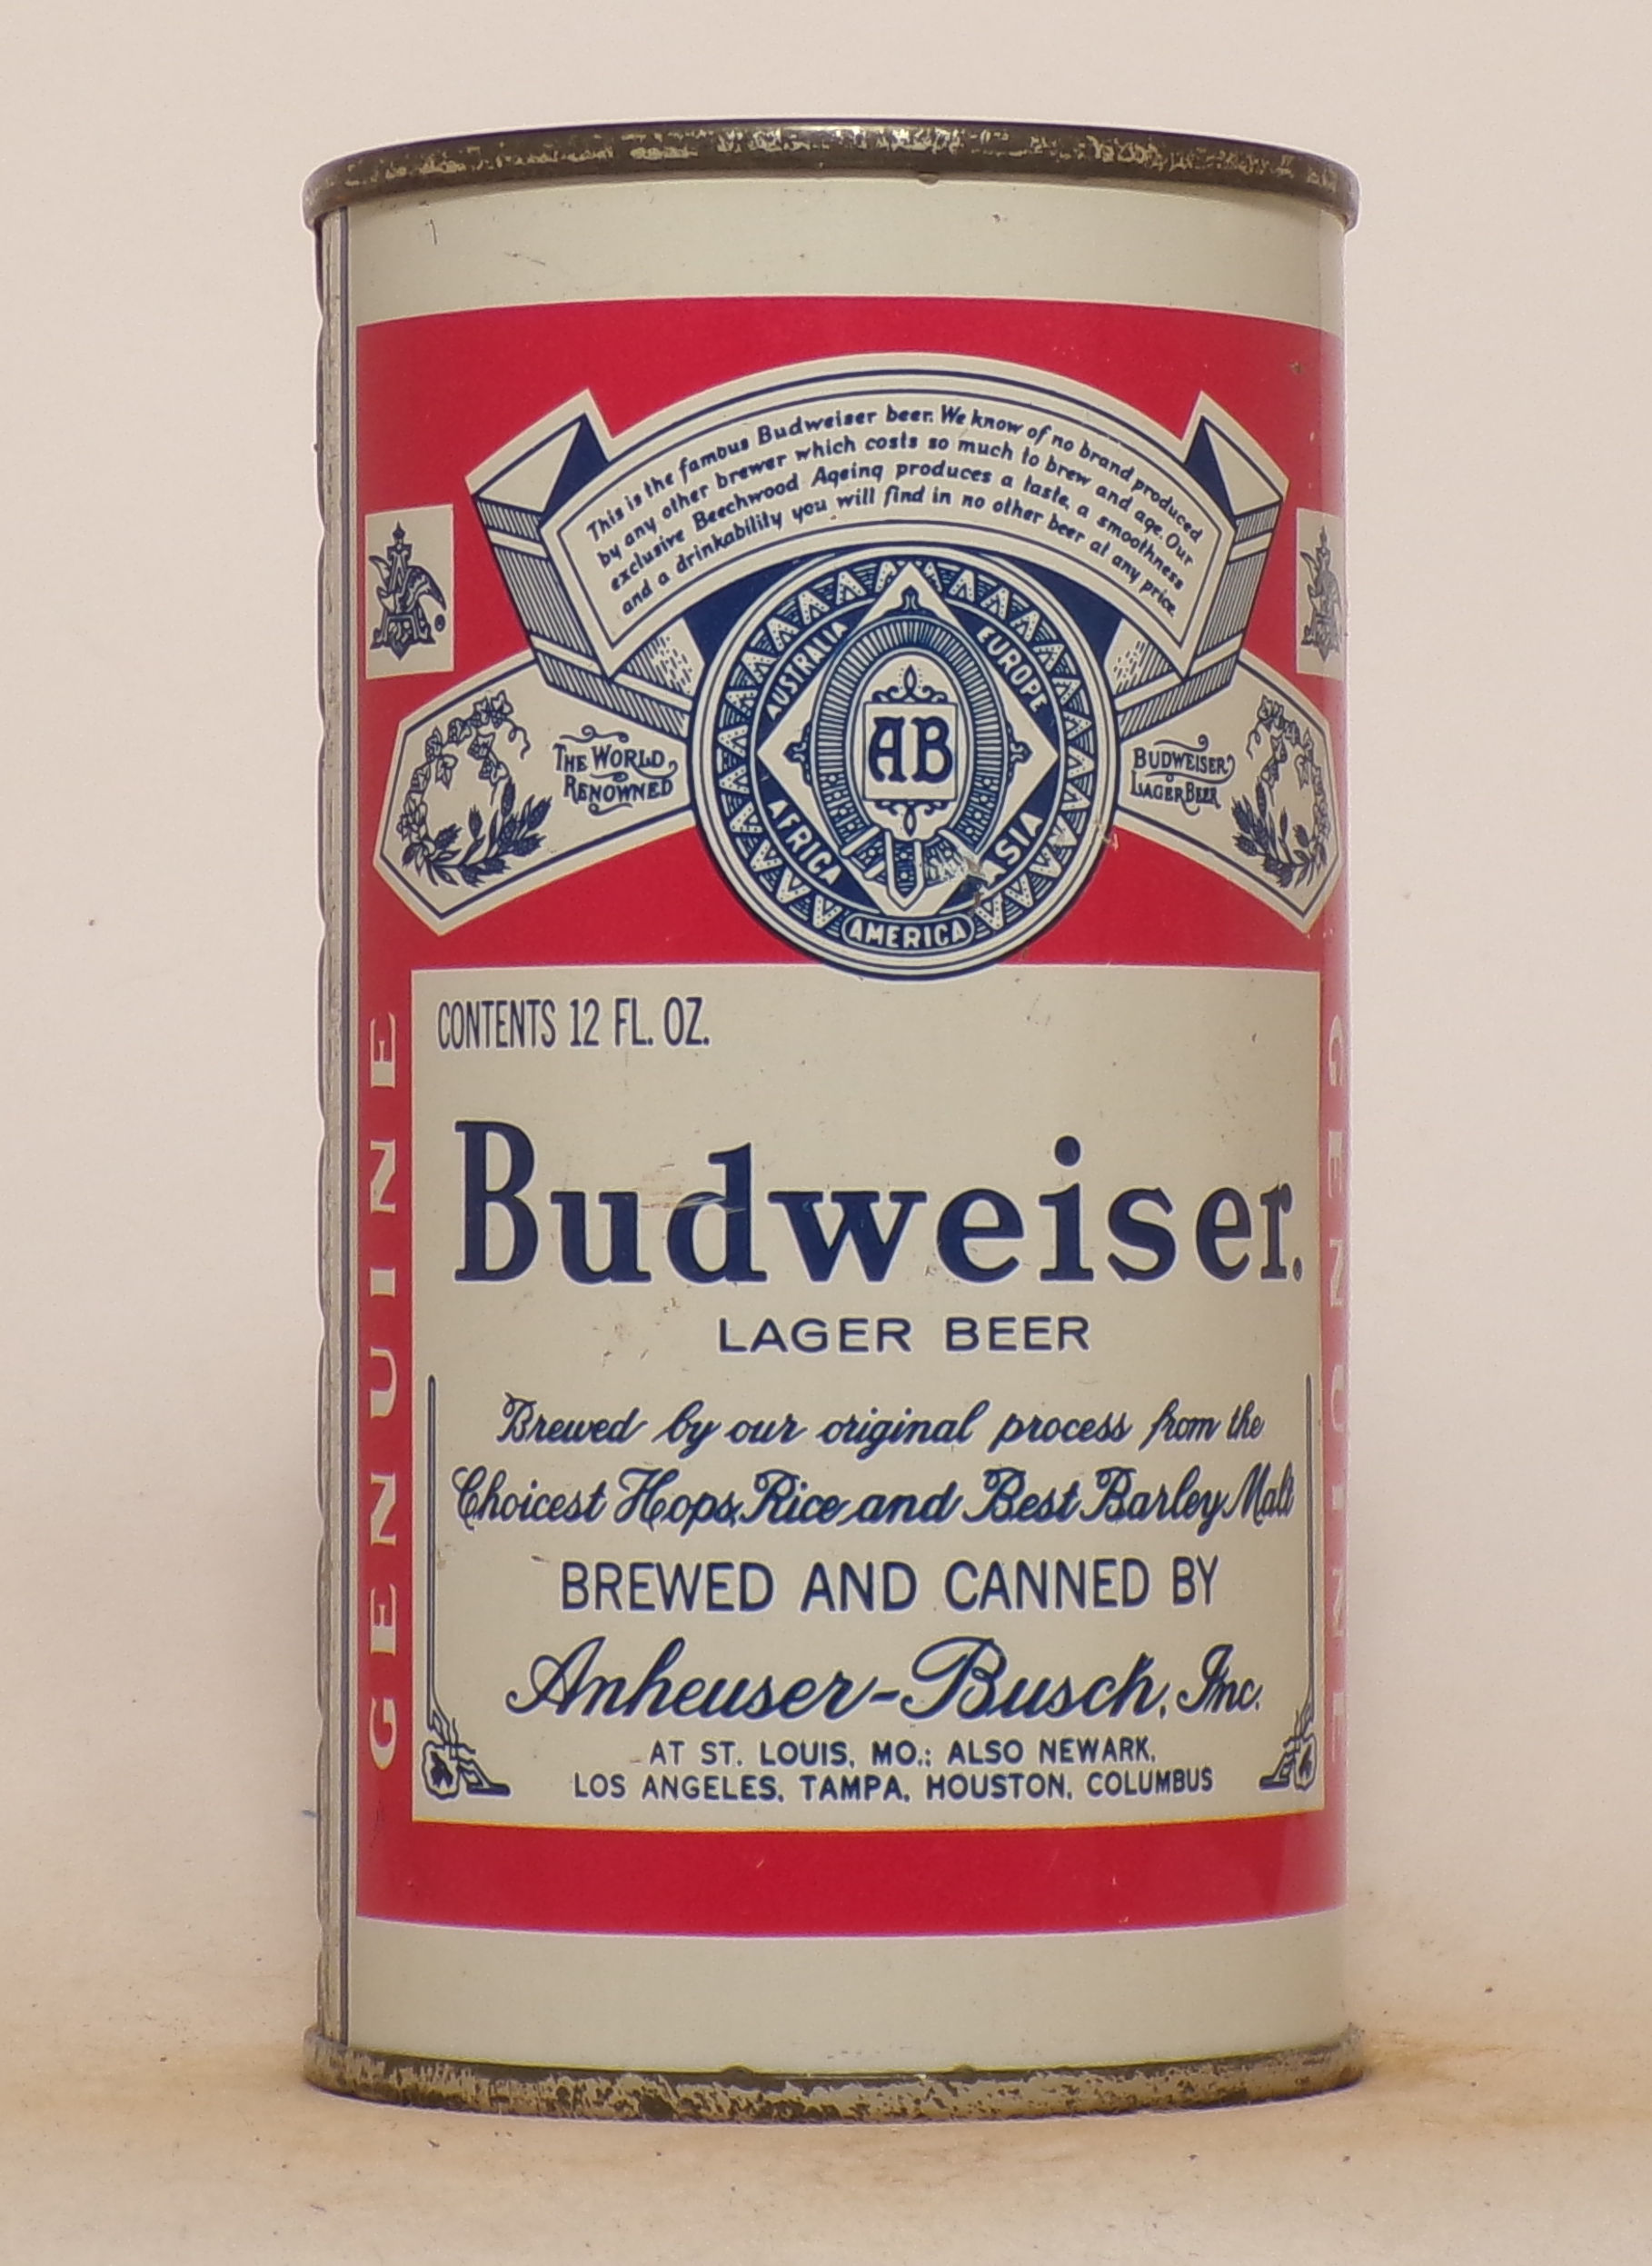 This is the famous Budweiser beer. We know of no brand produced
by any other brewer which costs so much to brew and age. Our
exclusive Beechwood Ageing produces a taste, a smoothness
and a drinkability you will find in no other beer at any price.
AUSTRALIA
EUROPE
THE WORLD
RENOWNED
AB
BUDWEISER
LAGER BEER
AFRICA
ASIA
AMERICA
CONTENTS 12 FL. OZ.
GENUINE
GENUINE
Budweiser.
LAGER BEER
Brewed by our original process from the
Choicest Hops, Rice and Best Barley Malt
BREWED AND CANNED BY
Anheuser-Busch, Inc.
AT ST. LOUIS, MO.; ALSO NEWARK,
LOS ANGELES, TAMPA, HOUSTON, COLUMBUS